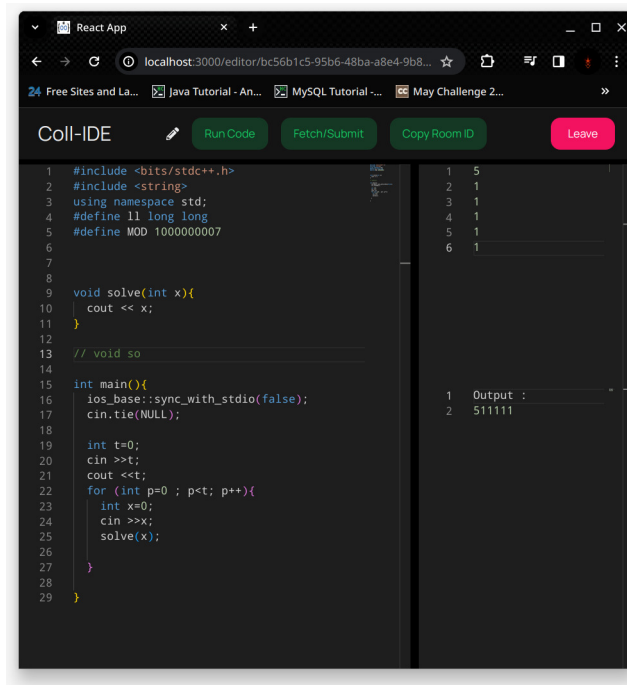 React App
localhost:3000/editor/bc56b1c5-95b6-48ba-a8e4-9b8...
24 Free Sites and La... Java Tutorial - An... MySQL Tutorial -... CC May Challenge 2... »
Coll-IDE Run Code Fetch/Submit Copy Room ID Leave
1 #include <bits/stdc++.h>
2 #include <string>
3 using namespace std;
4 #define ll long long
5 #define MOD 1000000007
6
7
8
9 void solve(int x){
10 cout << x;
11 }
12
13 // void so
14
15 int main(){
16 ios_base::sync_with_stdio(false);
17 cin.tie(NULL);
18
19 int t=0;
20 cin >>t;
21 cout <<t;
22 for (int p=0 ; p<t; p++){
23 int x=0;
24 cin >>x;
25 solve(x);
26
27 }
28
29 }
1 5
2 1
3 1
4 1
5 1
6 1
1 Output :
2 511111